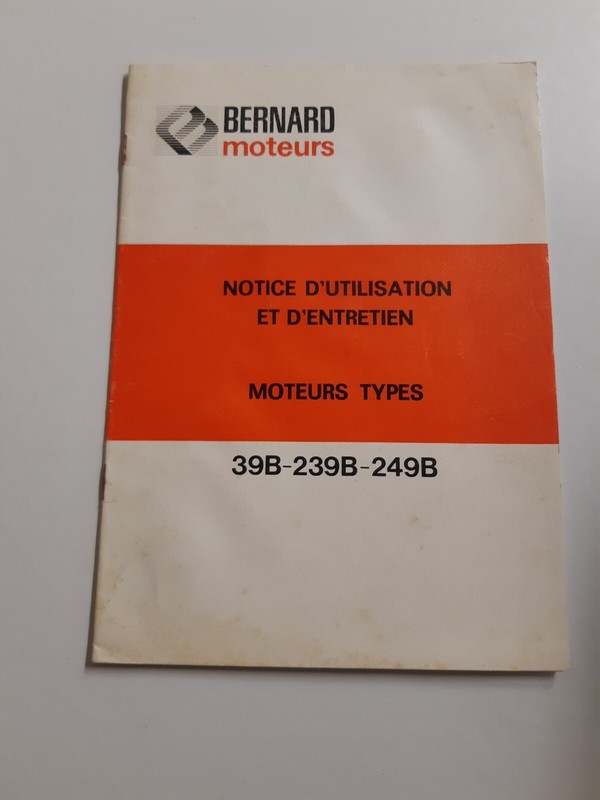 BERNARD
moteurs
NOTICE D'UTILISATION
ET D'ENTRETIEN
MOTEURS TYPES
39B-239B-249B